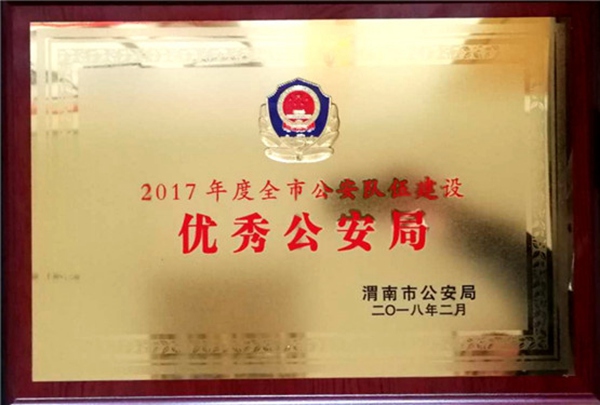 2017年度全市公安队伍建设
优秀公安局
渭南市公安局
二〇一八年二月